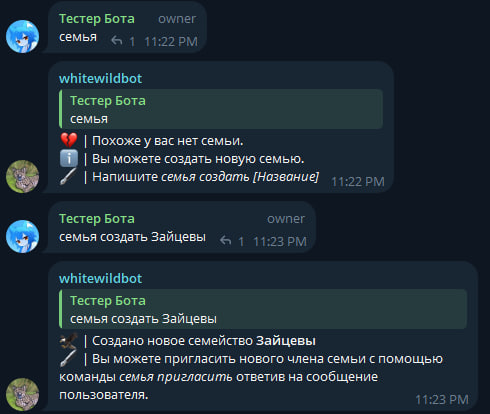 Тестер Бота owner
семья 1 11:22 PM
whitewildbot
Тестер Бота
семья
💔 | Похоже у вас нет семьи.
ℹ️ | Вы можете создать новую семью.
| Напишите семья создать [Название] 11:22 PM
Тестер Бота owner
семья создать Зайцевы 1 11:23 PM
whitewildbot
Тестер Бота
семья создать Зайцевы
| Создано новое семейство Зайцевы
| Вы можете пригласить нового члена семьи с помощью
команды семья пригласить ответив на сообщение
пользователя. 11:23 PM